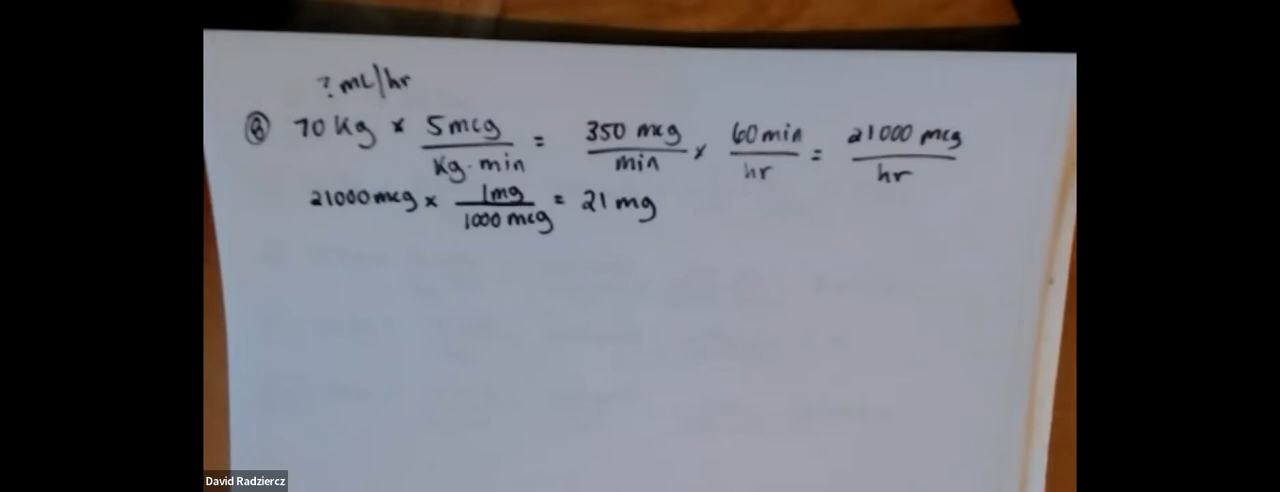 ? mL/hr
⑧ 70 Kg × 5 mcg / Kg·min = 350 mcg / min × 60 min / hr = 21000 mcg / hr
21000 mcg × 1 mg / 1000 mcg = 21 mg
David Radziercz